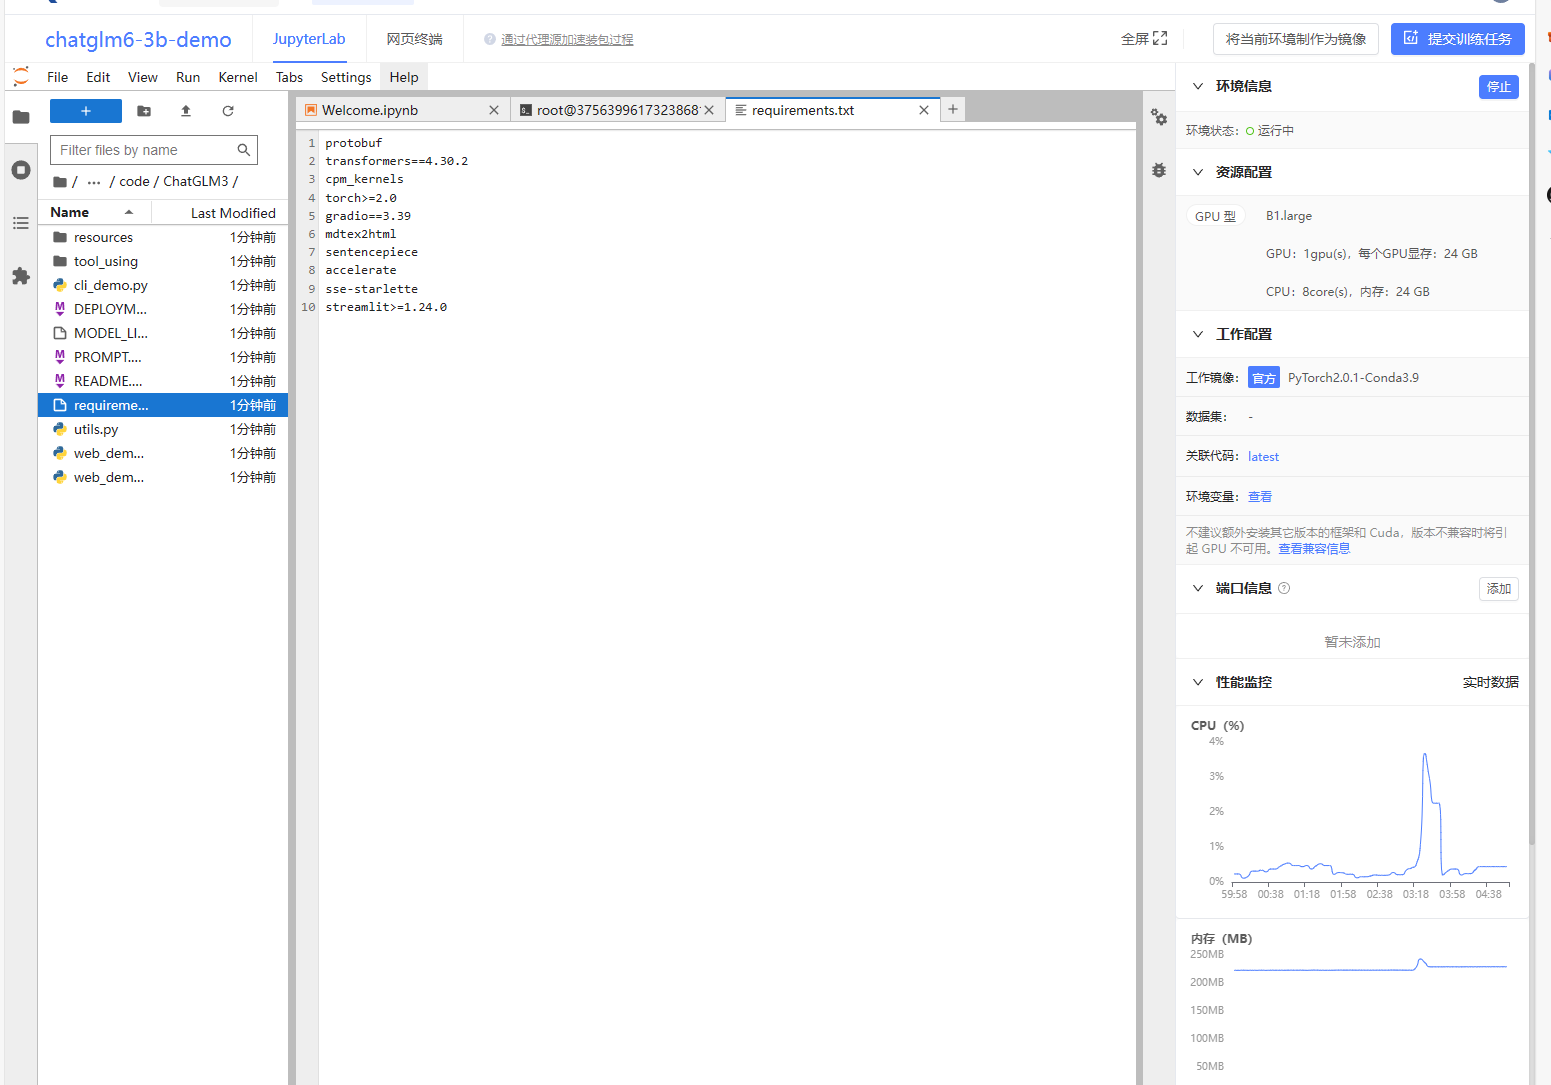 chatglm6-3b-demo
JupyterLab
网页终端
通过代理源加速装包过程
全屏
将当前环境制作为镜像
提交训练任务
File Edit View Run Kernel Tabs Settings Help
+
Filter files by name
/ ... / code / ChatGLM3 /
Name Last Modified
resources 1分钟前
tool_using 1分钟前
cli_demo.py 1分钟前
DEPLOYM... 1分钟前
MODEL_LI... 1分钟前
PROMPT.... 1分钟前
README.... 1分钟前
requireme... 1分钟前
utils.py 1分钟前
web_dem... 1分钟前
web_dem... 1分钟前
Welcome.ipynb
root@3756399617323868
requirements.txt
1 protobuf
2 transformers==4.30.2
3 cpm_kernels
4 torch>=2.0
5 gradio==3.39
6 mdtex2html
7 sentencepiece
8 accelerate
9 sse-starlette
10 streamlit>=1.24.0
环境信息 停止
环境状态： 运行中
资源配置
GPU 型 B1.large
GPU：1gpu(s)，每个GPU显存：24 GB
CPU：8core(s)，内存：24 GB
工作配置
工作镜像： 官方 PyTorch2.0.1-Conda3.9
数据集： -
关联代码： latest
环境变量： 查看
不建议额外安装其它版本的框架和 Cuda，版本不兼容时将引
起 GPU 不可用。查看兼容信息
端口信息 添加
暂未添加
性能监控 实时数据
CPU（%）
4%
3%
2%
1%
0%
59:58 00:38 01:18 01:58 02:38 03:18 03:58 04:38
内存（MB）
250MB
200MB
150MB
100MB
50MB